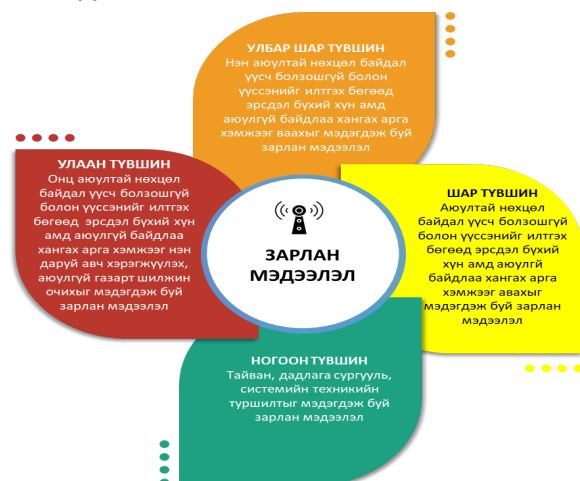 УЛБАР ШАР ТҮВШИН
Нэн аюултай нөхцөл байдал
үүсч болзошгүй болон
үүссэнийг илтгэх бөгөөд
эрсдэл бүхий хүн амд
аюулгүй байдлаа хангах арга
хэмжээг ваахыг мэдэгдэж буй
зарлан мэдээлэл
УЛААН ТҮВШИН
Онц аюултай нөхцөл
байдал үүсч болзошгүй
болон үүссэнийг илтгэх
бөгөөд эрсдэл бүхий хүн
амд аюулгүй байдлаа
хангах арга хэмжээг нэн
даруй авч хэрэгжүүлэх,
аюулгүй газарт шилжин
очихыг мэдэгдэж буй
зарлан мэдээлэл
ЗАРЛАН
МЭДЭЭЛЭЛ
ШАР ТҮВШИН
Аюултай нөхцөл
байдал үүсч болзошгүй
болон үүссэнийг илтгэх
бөгөөд эрсдэл бүхий
хүн амд аюулгй
байдлаа хангах арга
хэмжээг авахыг
мэдэгдэж буй зарлан
мэдээлэл
НОГООН ТҮВШИН
Тайван, дадлага сургууль,
системийн техникийн
туршилтыг мэдэгдэж буй
зарлан мэдээлэл